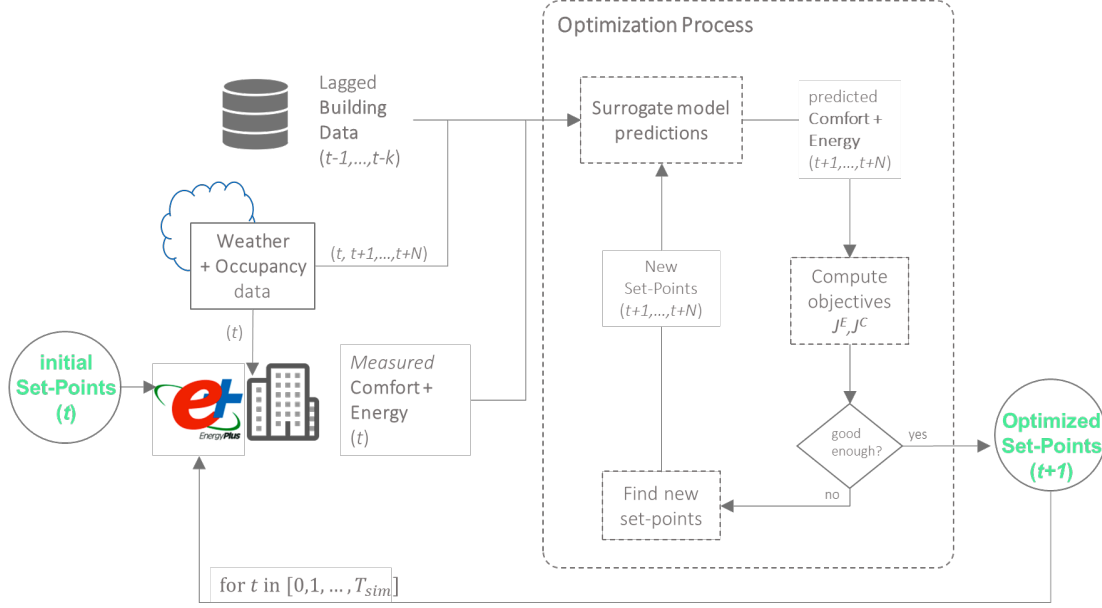 Optimization Process
Lagged
Building
Data
(t-1,...,t-k)
Surrogate model
predictions
predicted
Comfort +
Energy
(t+1,...,t+N)
Weather
+ Occupancy
data
(t, t+1,...,t+N)
(t)
New
Set-Points
(t+1,...,t+N)
Compute
objectives
J^E, J^C
initial
Set-Points
(t)
e+
EnergyPlus
Measured
Comfort +
Energy
(t)
good
enough?
yes
no
Optimized
Set-Points
(t+1)
Find new
set-points
for t in [0,1, … , T_sim]